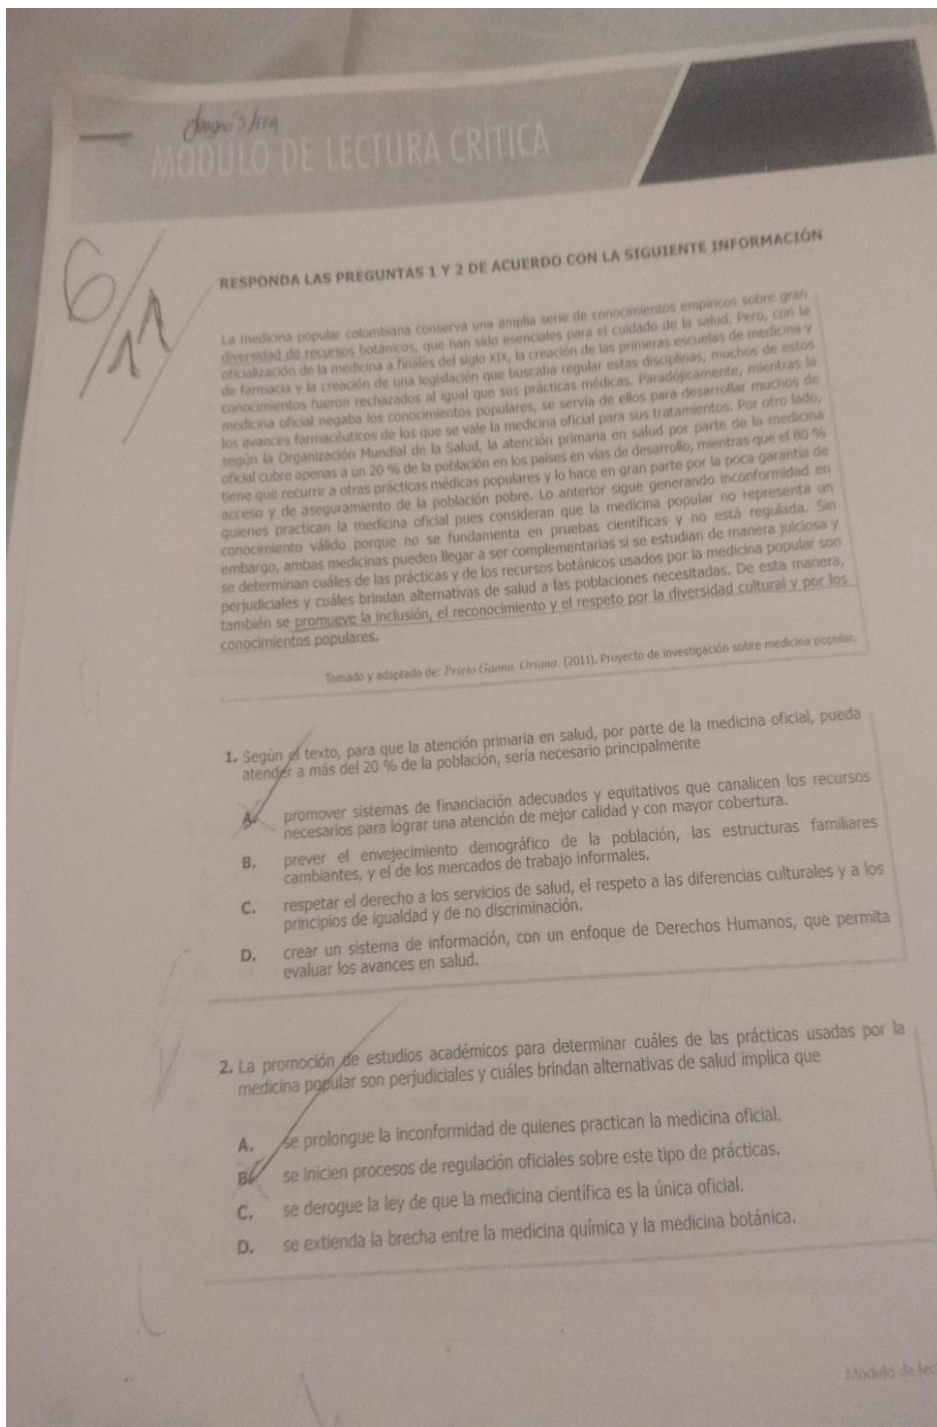 diagnóstica
MÓDULO DE LECTURA CRÍTICA
6/11
RESPONDA LAS PREGUNTAS 1 Y 2 DE ACUERDO CON LA SIGUIENTE INFORMACIÓN
La medicina popular colombiana conserva una amplia serie de conocimientos empíricos sobre gran
diversidad de recursos botánicos, que han sido esenciales para el cuidado de la salud. Pero, con la
oficialización de la medicina a finales del siglo XIX, la creación de las primeras escuelas de medicina y
de farmacia y la creación de una legislación que buscaba regular estas disciplinas, muchos de estos
conocimientos fueron rechazados al igual que sus prácticas médicas. Paradójicamente, mientras la
medicina oficial negaba los conocimientos populares, se servía de ellos para desarrollar muchos de
los avances farmacéuticos de los que se vale la medicina oficial para sus tratamientos. Por otro lado,
según la Organización Mundial de la Salud, la atención primaria en salud por parte de la medicina
oficial cubre apenas a un 20 % de la población en los países en vías de desarrollo, mientras que el 80 %
tiene que recurrir a otras prácticas médicas populares y lo hace en gran parte por la poca garantía de
acceso y de aseguramiento de la población pobre. Lo anterior sigue generando inconformidad en
quienes practican la medicina oficial pues consideran que la medicina popular no representa un
conocimiento válido porque no se fundamenta en pruebas científicas y no está regulada. Sin
embargo, ambas medicinas pueden llegar a ser complementarias si se estudian de manera juiciosa y
se determinan cuáles de las prácticas y de los recursos botánicos usados por la medicina popular son
perjudiciales y cuáles brindan alternativas de salud a las poblaciones necesitadas. De esta manera,
también se promueve la inclusión, el reconocimiento y el respeto por la diversidad cultural y por los
conocimientos populares.
Tomado y adaptado de: Prieto Gaona, Oriana. (2011). Proyecto de investigación sobre medicina popular.
1. Según el texto, para que la atención primaria en salud, por parte de la medicina oficial, pueda
atender a más del 20 % de la población, sería necesario principalmente
A. promover sistemas de financiación adecuados y equitativos que canalicen los recursos
necesarios para lograr una atención de mejor calidad y con mayor cobertura.
B. prever el envejecimiento demográfico de la población, las estructuras familiares
cambiantes, y el de los mercados de trabajo informales.
C. respetar el derecho a los servicios de salud, el respeto a las diferencias culturales y a los
principios de igualdad y de no discriminación.
D. crear un sistema de información, con un enfoque de Derechos Humanos, que permita
evaluar los avances en salud.
2. La promoción de estudios académicos para determinar cuáles de las prácticas usadas por la
medicina popular son perjudiciales y cuáles brindan alternativas de salud implica que
A. se prolongue la inconformidad de quienes practican la medicina oficial.
B. se inicien procesos de regulación oficiales sobre este tipo de prácticas.
C. se derogue la ley de que la medicina científica es la única oficial.
D. se extienda la brecha entre la medicina química y la medicina botánica.
Módulo de lec